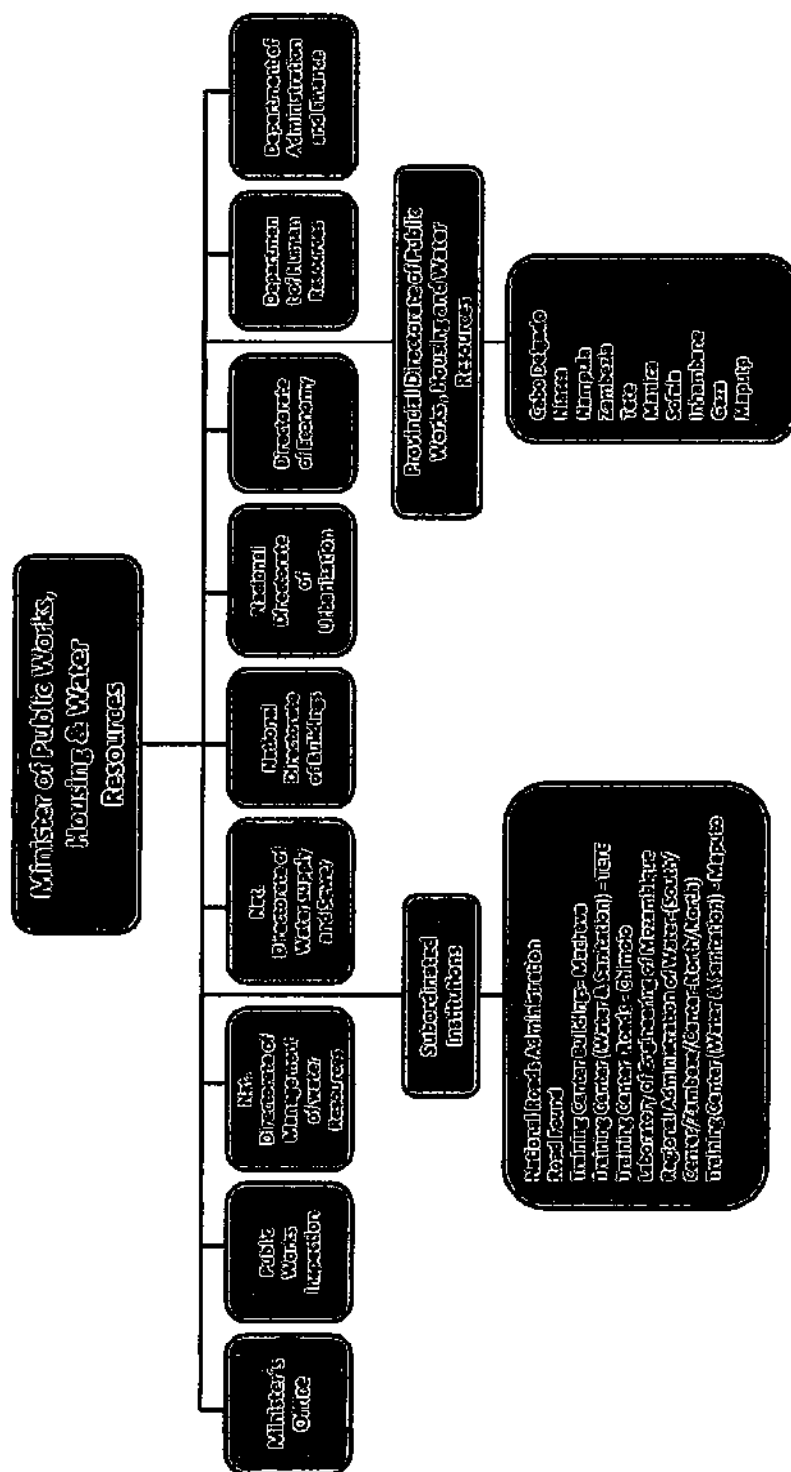 Minister of Public Works,
Housing & Water
Resources
Minister's
Office
Public
Works
Inspection
Nat.
Directorate of
Management
of water
Resources
Nat.
Directorate of
Water Supply
and Sewer
National
Directorate
of Buildings
Nacional
Directorate
of
Urbanization
Directorate
of Economy
Departmen
t of Human
Resources
Department of
Administration
and Finance
Subordinated
Institutions
Provincial Directorate of Public
Works, Housing and Water
Resources
National Roads Administration
Road Found
Training Center Buildings - Machava
Training Center (Water & Sanitation) – TETE
Training Center Roads - Chimoio
Laboratory of Engineering of Mozambique
Regional Administration of Water-(South/
Center/Zambeze/Center-North/North)
Training Center (Water & Sanitation) - Maputo
Cabo Delgado
Niassa
Nampula
Zambezia
Tete
Manica
Sofala
Inhambane
Gaza
Maputo